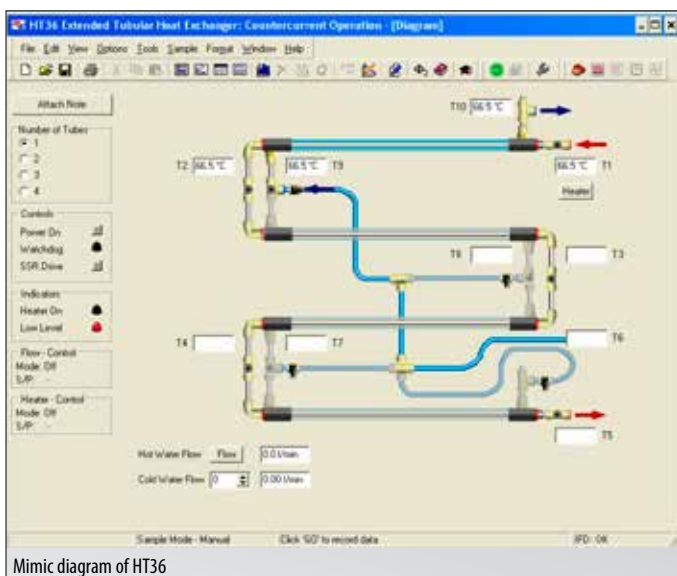 HT36 Extended Tubular Heat Exchanger: Countercurrent Operation - [Diagram]
File Edit View Options Tools Sample Format Window Help
Attach Note
Number of Tubes
1
2
3
4
Controls
Power On
Watchdog
SSR Drive
Indicators
Heater On
Low Level
Flow - Control
Mode: Off
S/P: -
Heater - Control
Mode: Off
S/P: -
T10 66.5 °C
T2 66.5 °C
66.5 °C T9
66.5 °C T1
Heater
T8
T3
T4
T7
T6
T5
Hot Water Flow Flow 0.0 l/min
Cold Water Flow 0 0.00 l/min
Sample Mode - Manual Click 'GO' to record data IFD: OK
Mimic diagram of HT36